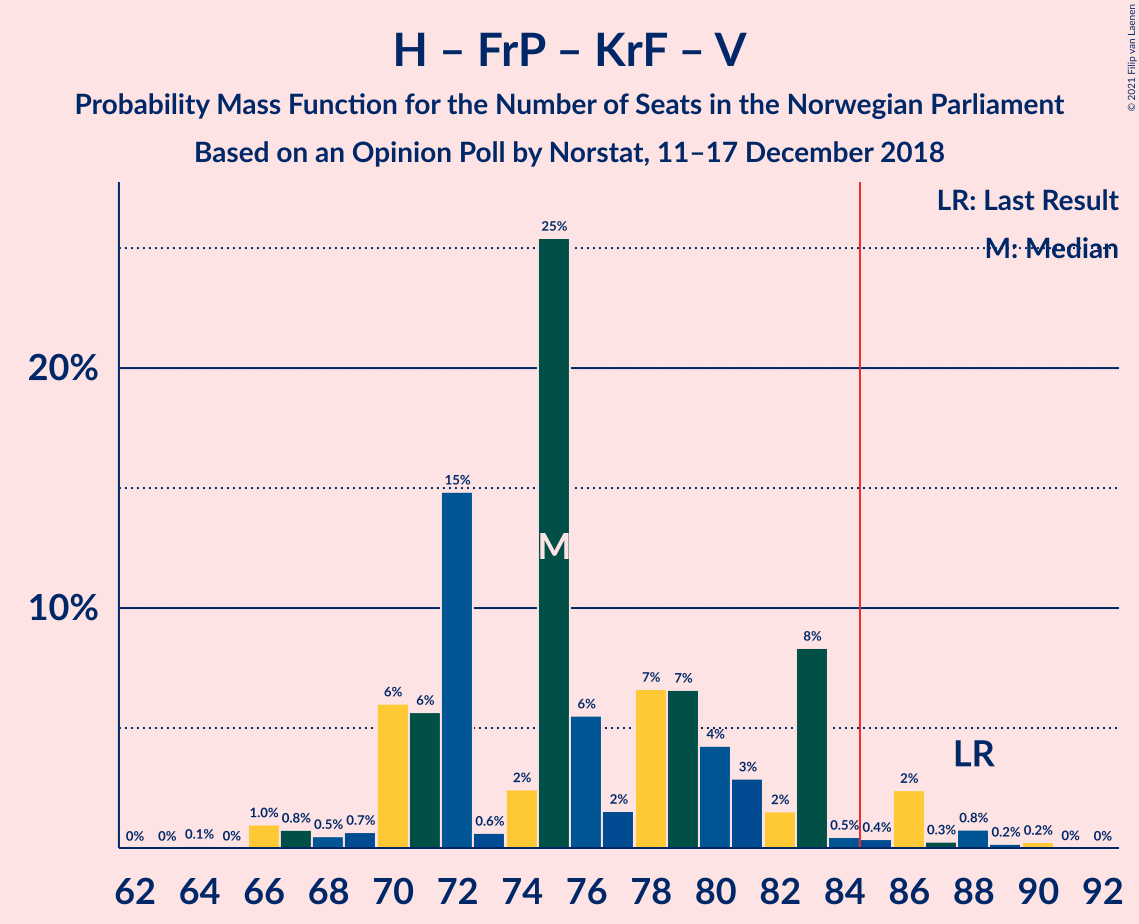 H – FrP – KrF – V
Probability Mass Function for the Number of Seats in the Norwegian Parliament
Based on an Opinion Poll by Norstat, 11–17 December 2018
© 2021 Filip van Laenen
LR: Last Result
M: Median
20%
10%
0% 0% 0.1% 0% 1.0% 0.8% 0.5% 0.7% 6% 6% 15% 0.6% 2% 25% 6% 2% 7% 7% 4% 3% 2% 8% 0.5% 0.4% 2% 0.3% 0.8% 0.2% 0.2% 0% 0%
M
LR
62 64 66 68 70 72 74 76 78 80 82 84 86 88 90 92